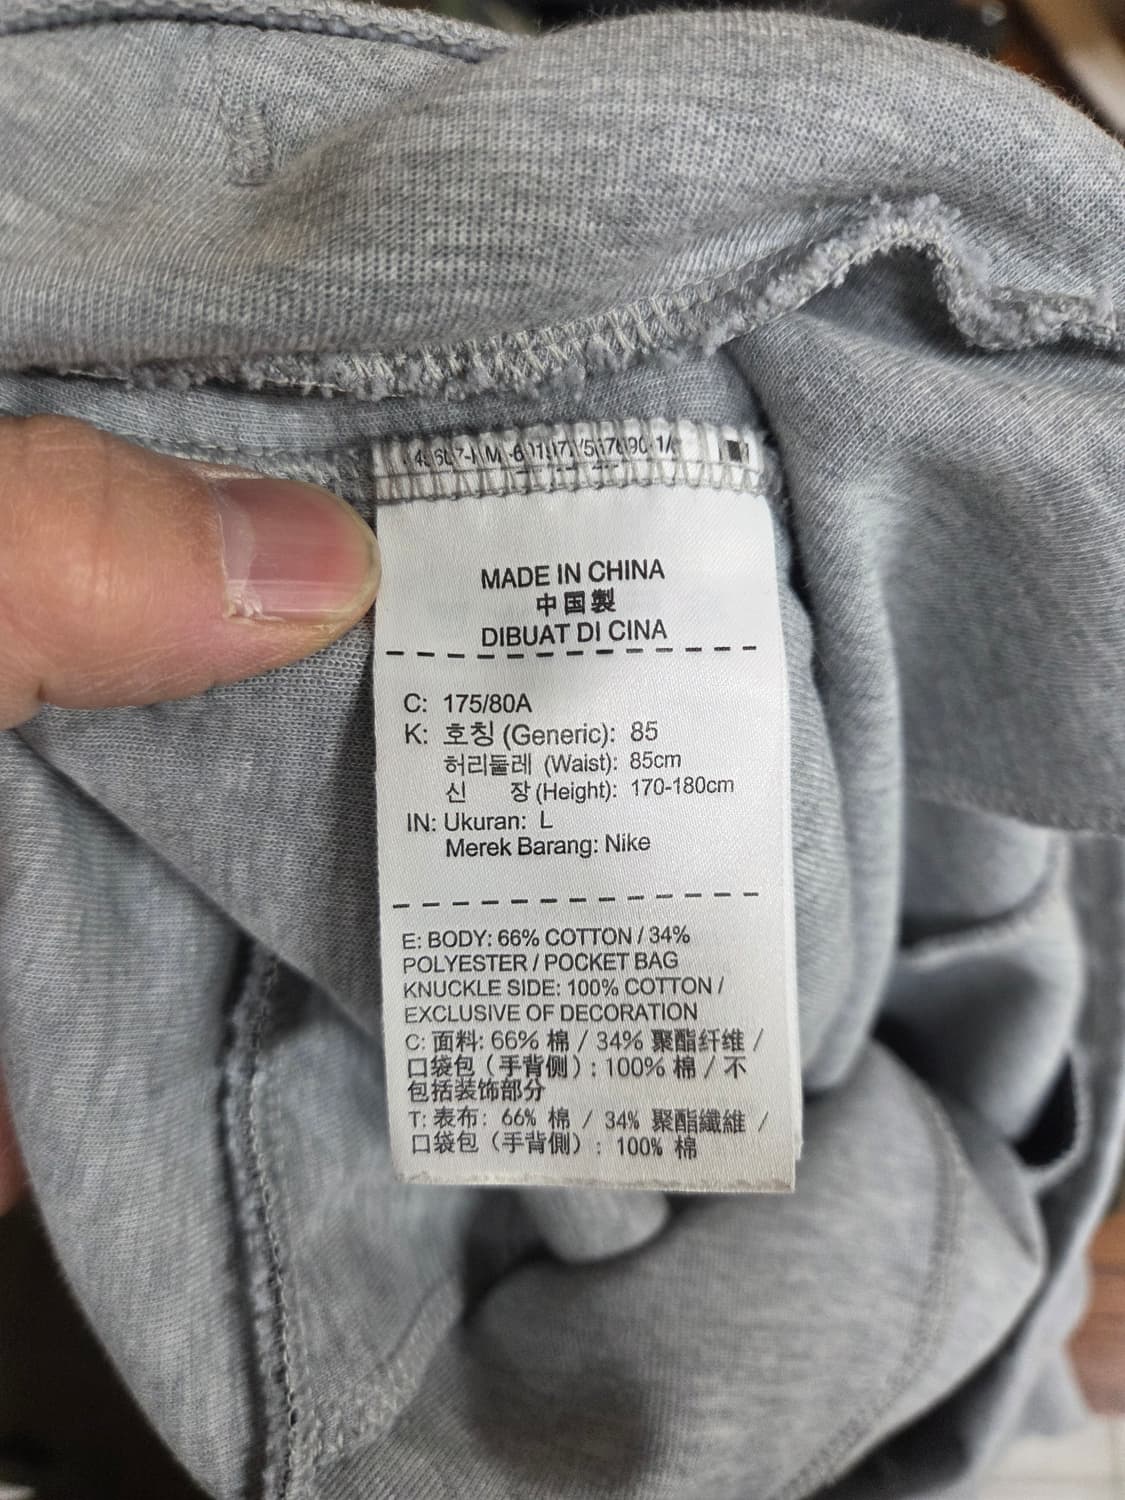 MADE IN CHINA
中国製
DIBUAT DI CINA
C: 175/80A
K: 호칭 (Generic): 85
허리둘레 (Waist): 85cm
신 장 (Height): 170-180cm
IN: Ukuran: L
Merek Barang: Nike
E: BODY: 66% COTTON / 34%
POLYESTER / POCKET BAG
KNUCKLE SIDE: 100% COTTON /
EXCLUSIVE OF DECORATION
C: 面料: 66% 棉 / 34% 聚酯纤维 /
口袋包 (手背侧) : 100% 棉 / 不
包括装饰部分
T: 表布: 66% 棉 / 34% 聚酯纖維 /
口袋包 (手背側) : 100% 棉